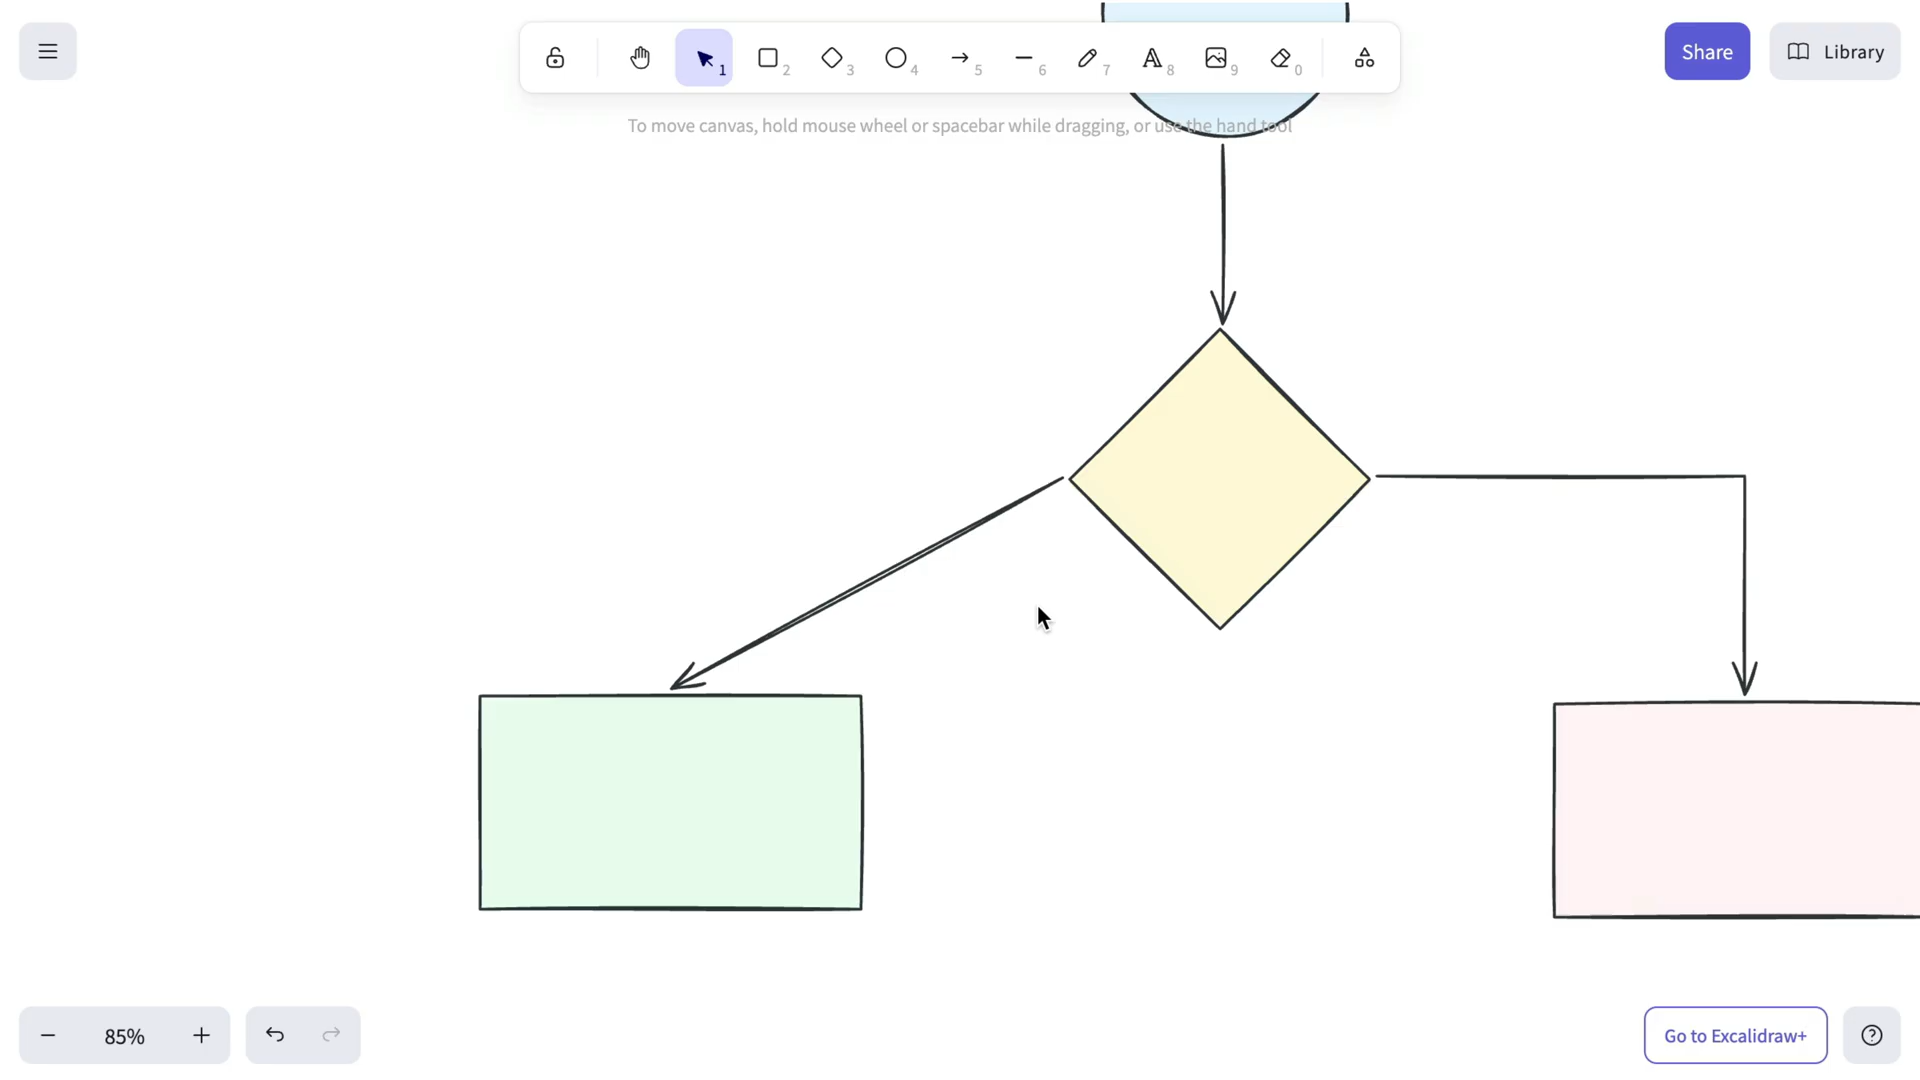 1 2 3 4 5 6 7 8 9 0
Share
Library
To move canvas, hold mouse wheel or spacebar while dragging, or use the hand tool
85%
Go to Excalidraw+